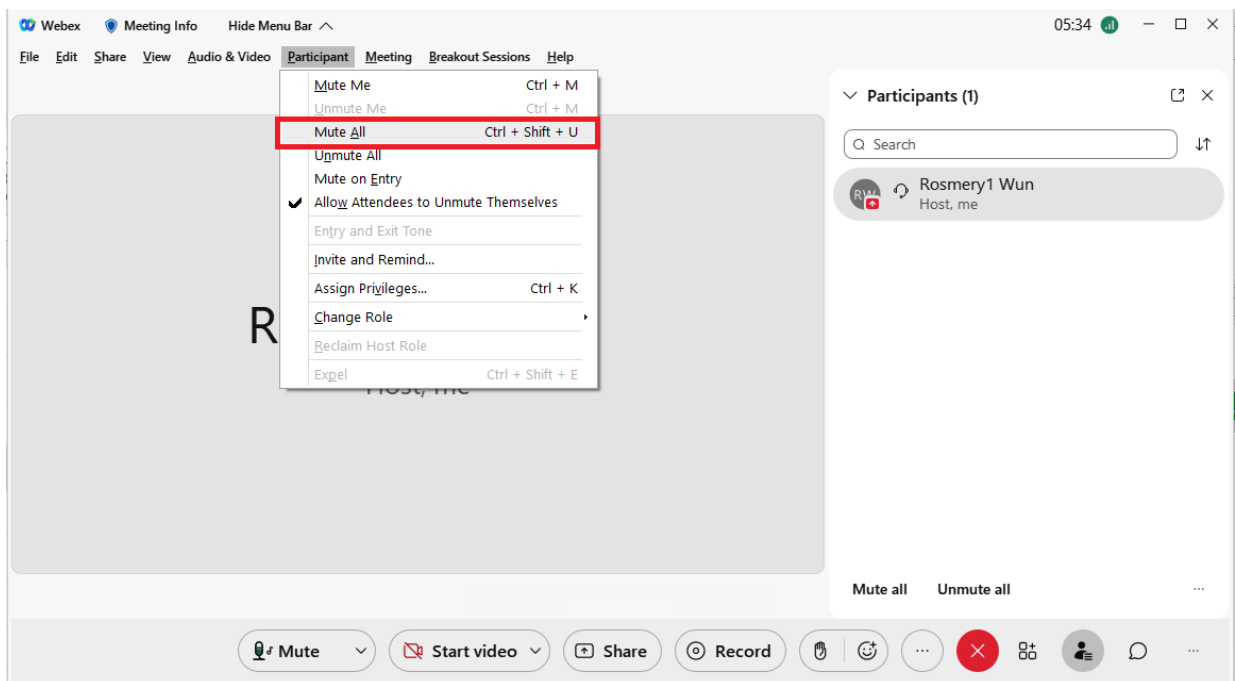 Webex Meeting Info Hide Menu Bar 05:34
File Edit Share View Audio & Video Participant Meeting Breakout Sessions Help
Mute Me Ctrl + M
Unmute Me Ctrl + M
Mute All Ctrl + Shift + U
Unmute All
Mute on Entry
Allow Attendees to Unmute Themselves
Entry and Exit Tone
Invite and Remind...
Assign Privileges... Ctrl + K
Change Role
Reclaim Host Role
Expel Ctrl + Shift + E
R
Host, me
Participants (1)
Search
RW Rosmery1 Wun
Host, me
Mute all Unmute all ...
Mute Start video Share Record ... ...